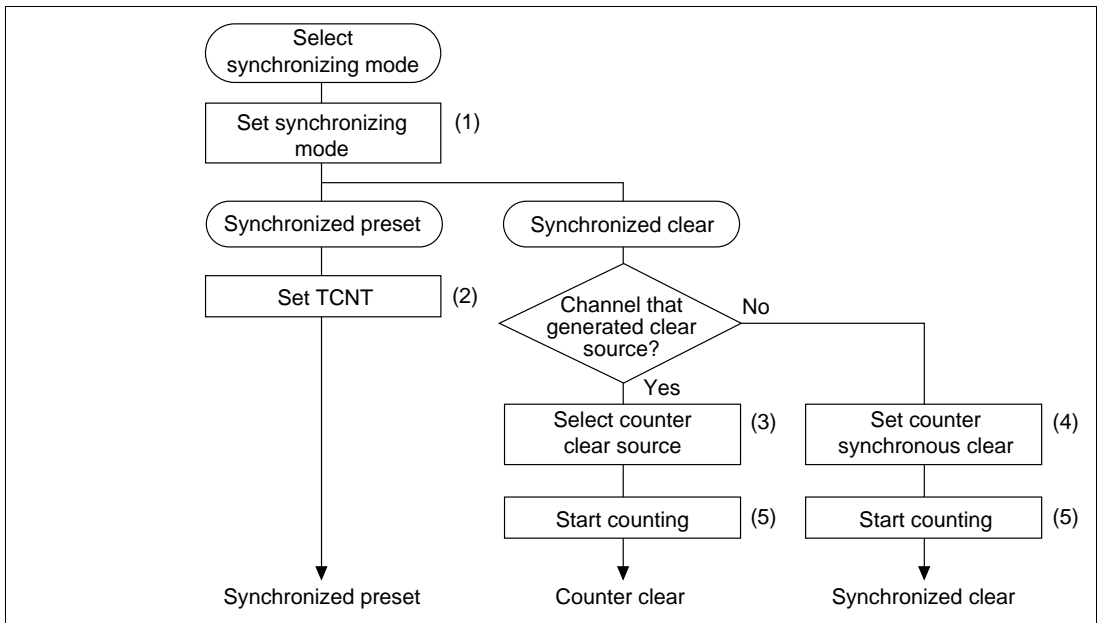 Select
synchronizing mode
Set synchronizing
mode
(1)
Synchronized preset
Synchronized clear
Set TCNT
(2)
Channel that
generated clear
source?
No
Yes
Select counter
clear source
(3)
Set counter
synchronous clear
(4)
Start counting
(5)
Start counting
(5)
Synchronized preset
Counter clear
Synchronized clear